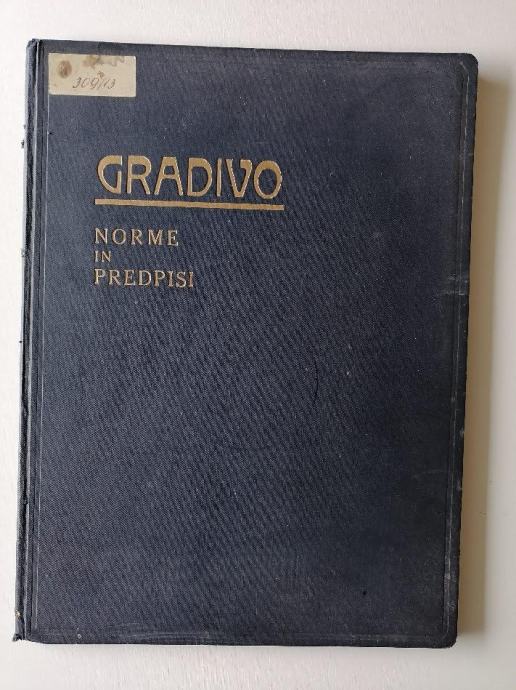 309/13
GRADIVO
NORME
IN
PREDPISI